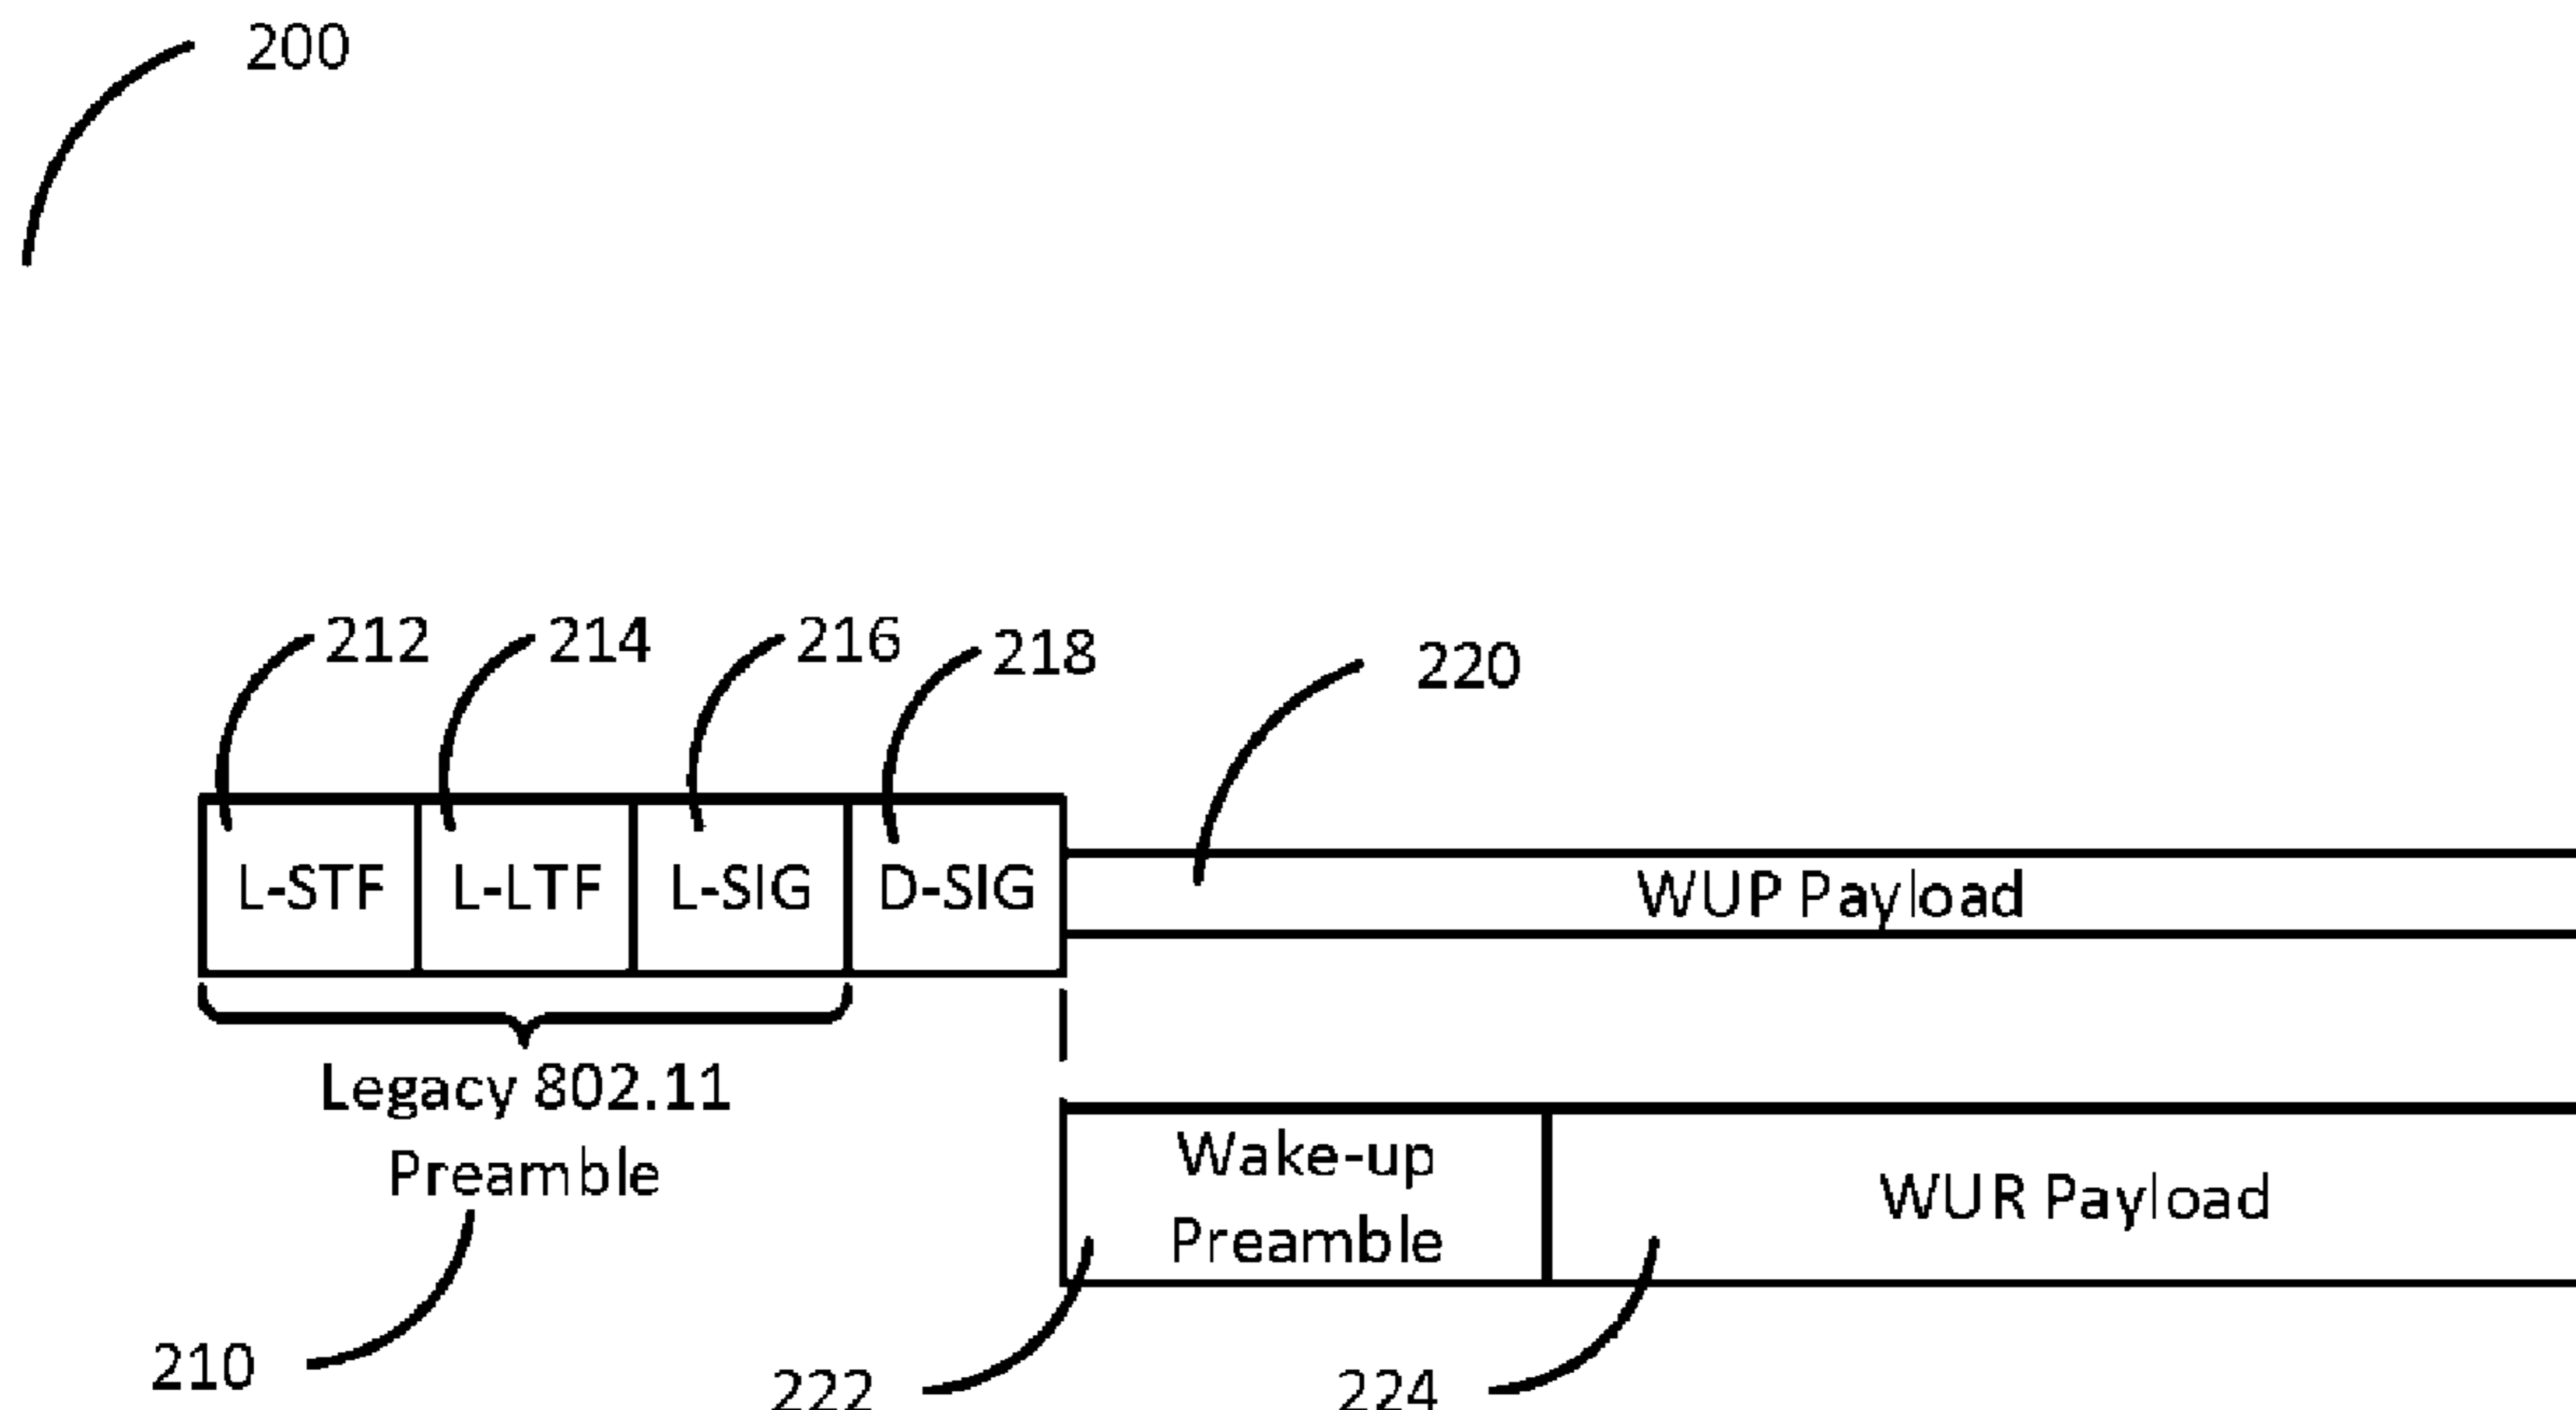 200
212
214
216
218
220
L-STF
L-LTF
L-SIG
D-SIG
WUP Payload
Legacy 802.11
Preamble
Wake-up
Preamble
WUR Payload
210
222
224